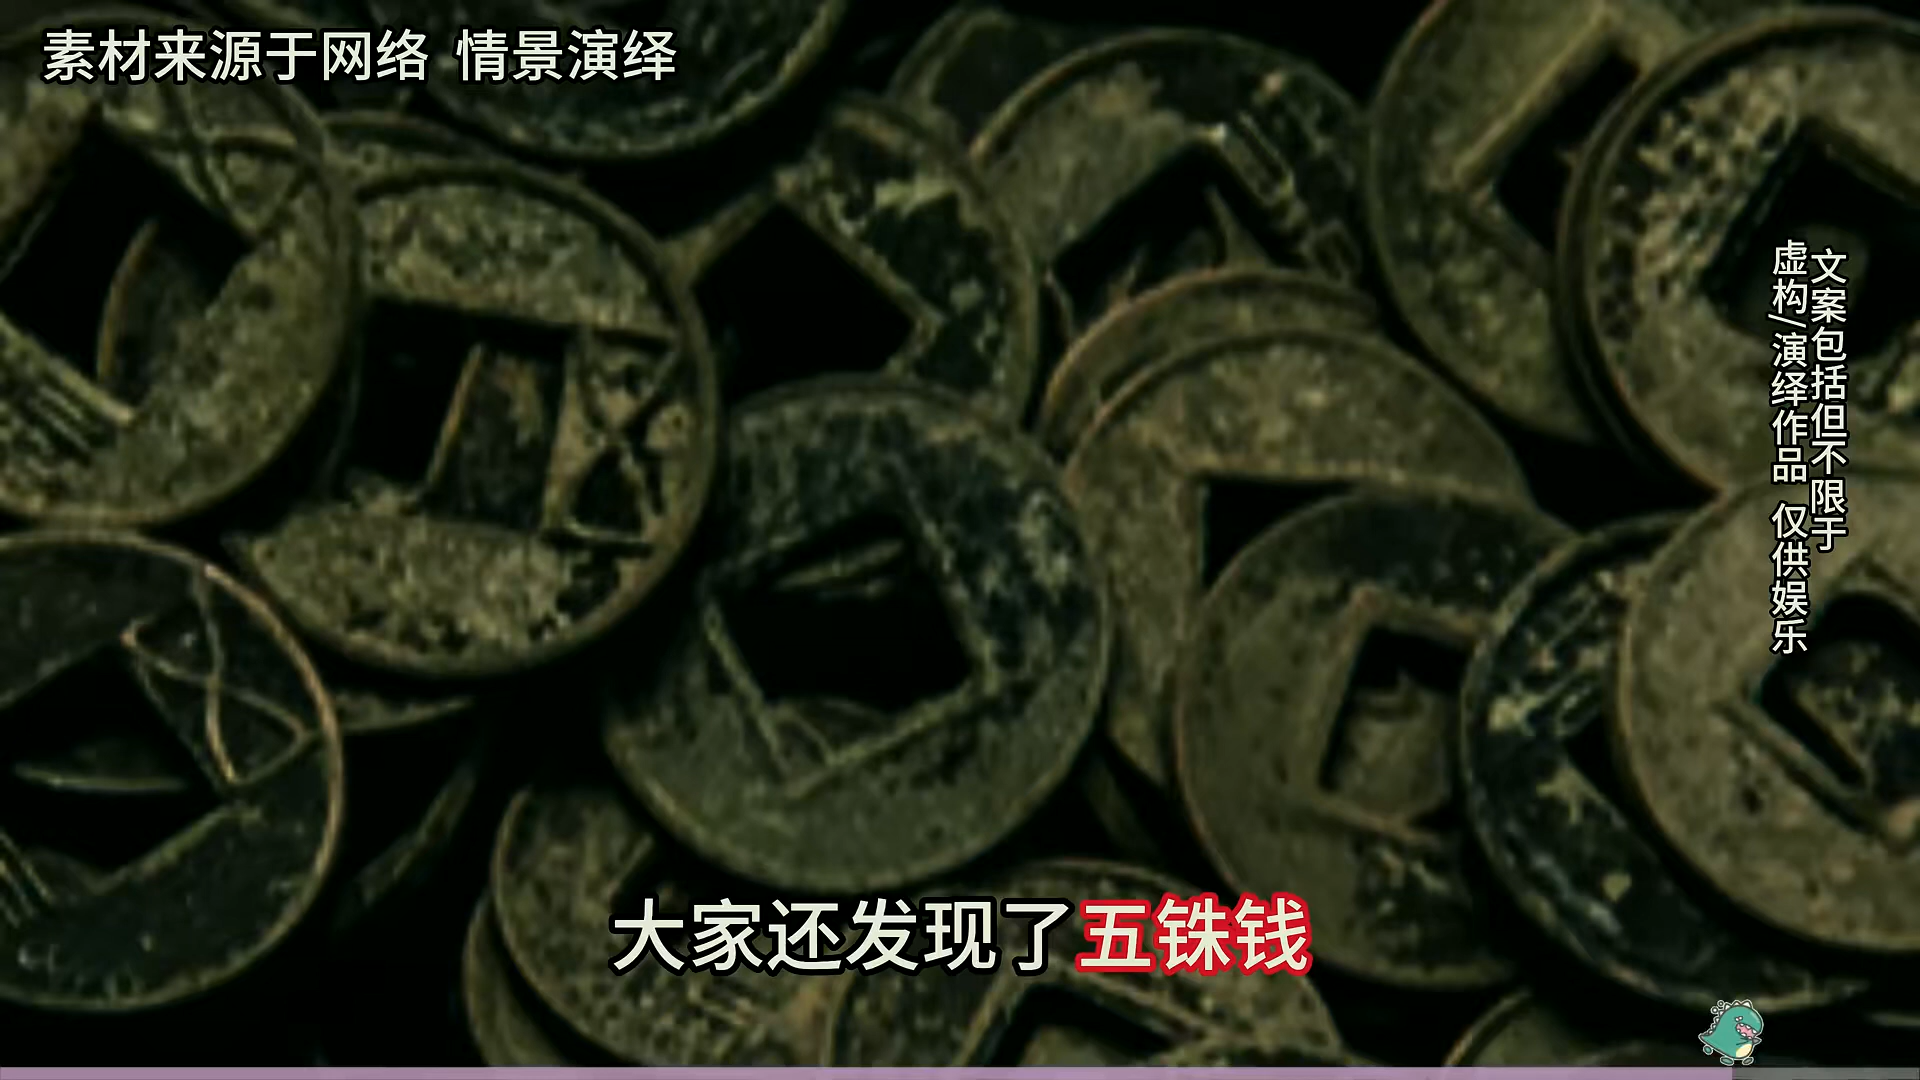 素材来源于网络 情景演绎
文案包括但不限于
虚构/演绎作品 仅供娱乐
大家还发现了五铢钱